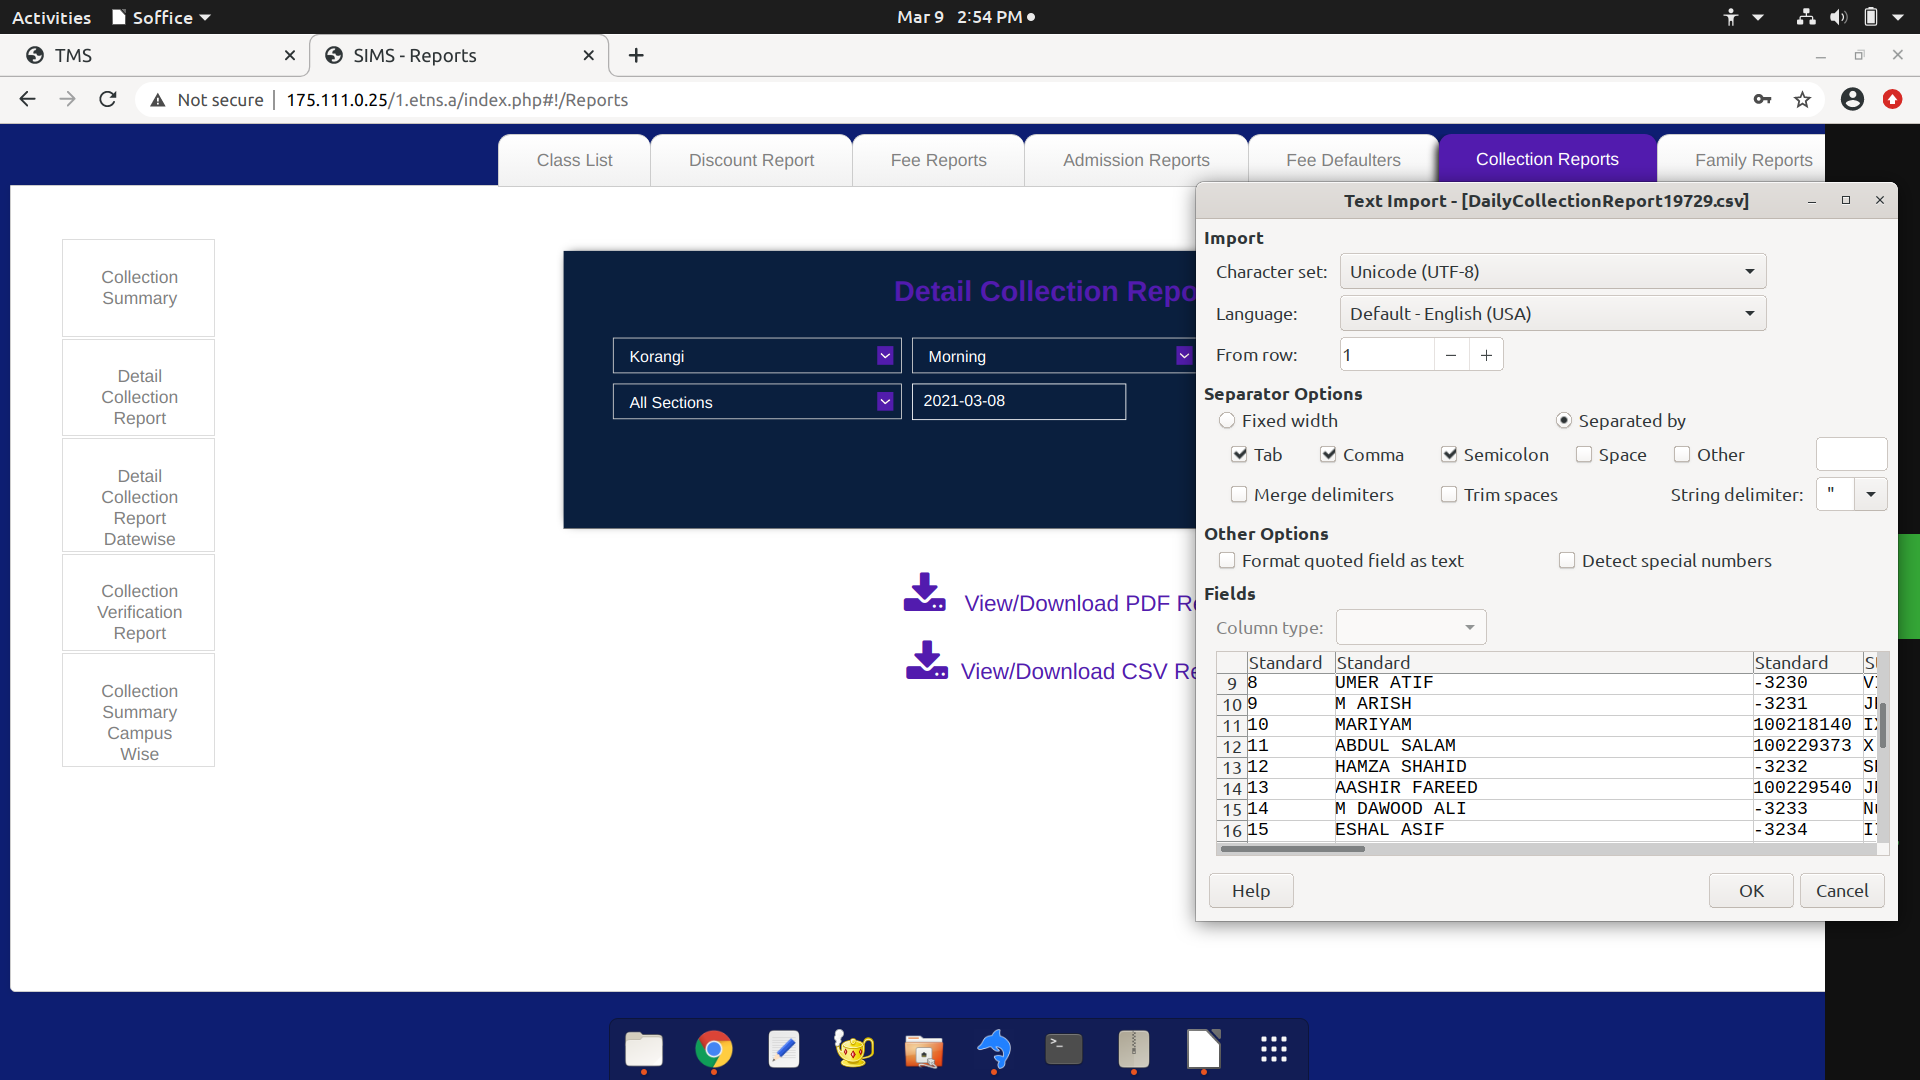 Activities Soffice Mar 9 2:54 PM
TMS SIMS - Reports
Not secure 175.111.0.25/1.etns.a/index.php#!/Reports
Class List Discount Report Fee Reports Admission Reports Fee Defaulters Collection Reports Family Reports
Collection
Summary
Detail
Collection
Report
Detail
Collection
Report
Datewise
Collection
Verification
Report
Collection
Summary
Campus
Wise
Detail Collection Repo
Korangi Morning
All Sections 2021-03-08
View/Download PDF Re
View/Download CSV Re
Text Import - [DailyCollectionReport19729.csv]
Import
Character set: Unicode (UTF-8)
Language: Default - English (USA)
From row: 1
Separator Options
Fixed width Separated by
Tab Comma Semicolon Space Other
Merge delimiters Trim spaces String delimiter: "
Other Options
Format quoted field as text Detect special numbers
Fields
Column type:
Standard Standard Standard
9 8 UMER ATIF -3230
10 9 M ARISH -3231
11 10 MARIYAM 100218140
12 11 ABDUL SALAM 100229373 X
13 12 HAMZA SHAHID -3232
14 13 AASHIR FAREED 100229540
15 14 M DAWOOD ALI -3233
16 15 ESHAL ASIF -3234
Help OK Cancel